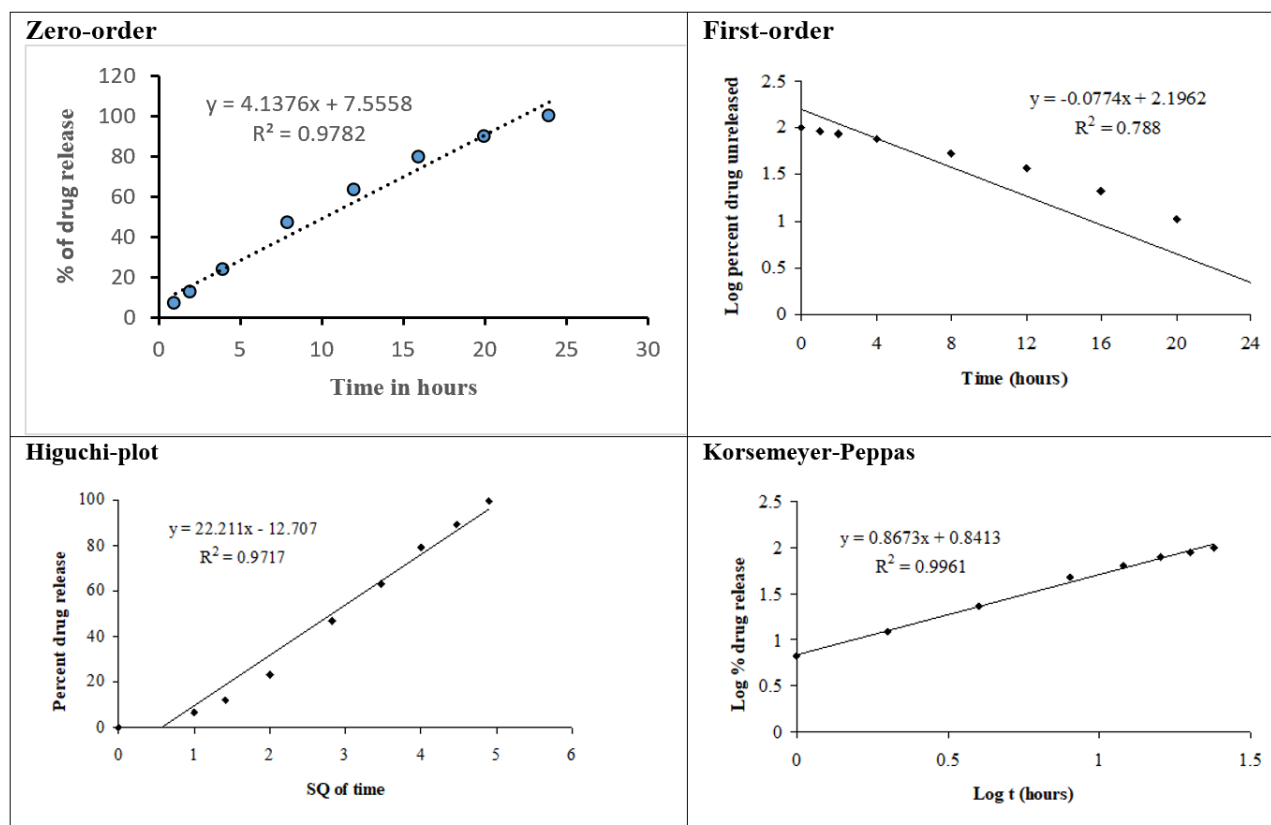 Zero-order
120
100
80
60
40
20
0
% of drug release
y = 4.1376x + 7.5558
R² = 0.9782
0 5 10 15 20 25 30
Time in hours
First-order
2.5
2
1.5
1
0.5
0
Log percent drug unreleased
y = -0.0774x + 2.1962
R² = 0.788
0 4 8 12 16 20 24
Time (hours)
Higuchi-plot
100
80
60
40
20
0
Percent drug release
y = 22.211x - 12.707
R² = 0.9717
0 1 2 3 4 5 6
SQ of time
Korsemeyer-Peppas
2.5
2
1.5
1
0.5
0
Log % drug release
y = 0.8673x + 0.8413
R² = 0.9961
0 0.5 1 1.5
Log t (hours)